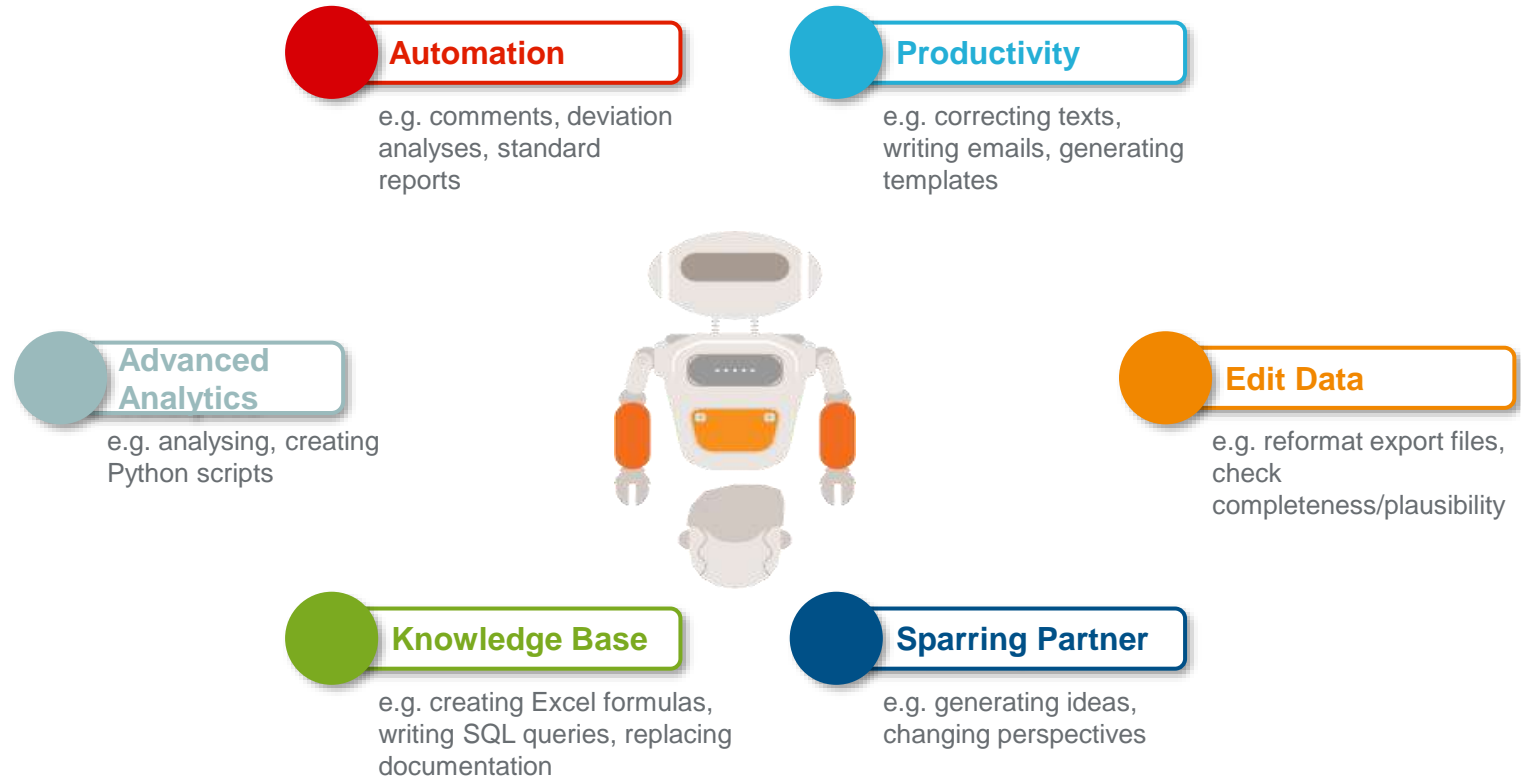 Automation
e.g. comments, deviation
analyses, standard
reports
Productivity
e.g. correcting texts,
writing emails, generating
templates
Advanced
Analytics
e.g. analysing, creating
Python scripts
Edit Data
e.g. reformat export files,
check
completeness/plausibility
Knowledge Base
e.g. creating Excel formulas,
writing SQL queries, replacing
documentation
Sparring Partner
e.g. generating ideas,
changing perspectives